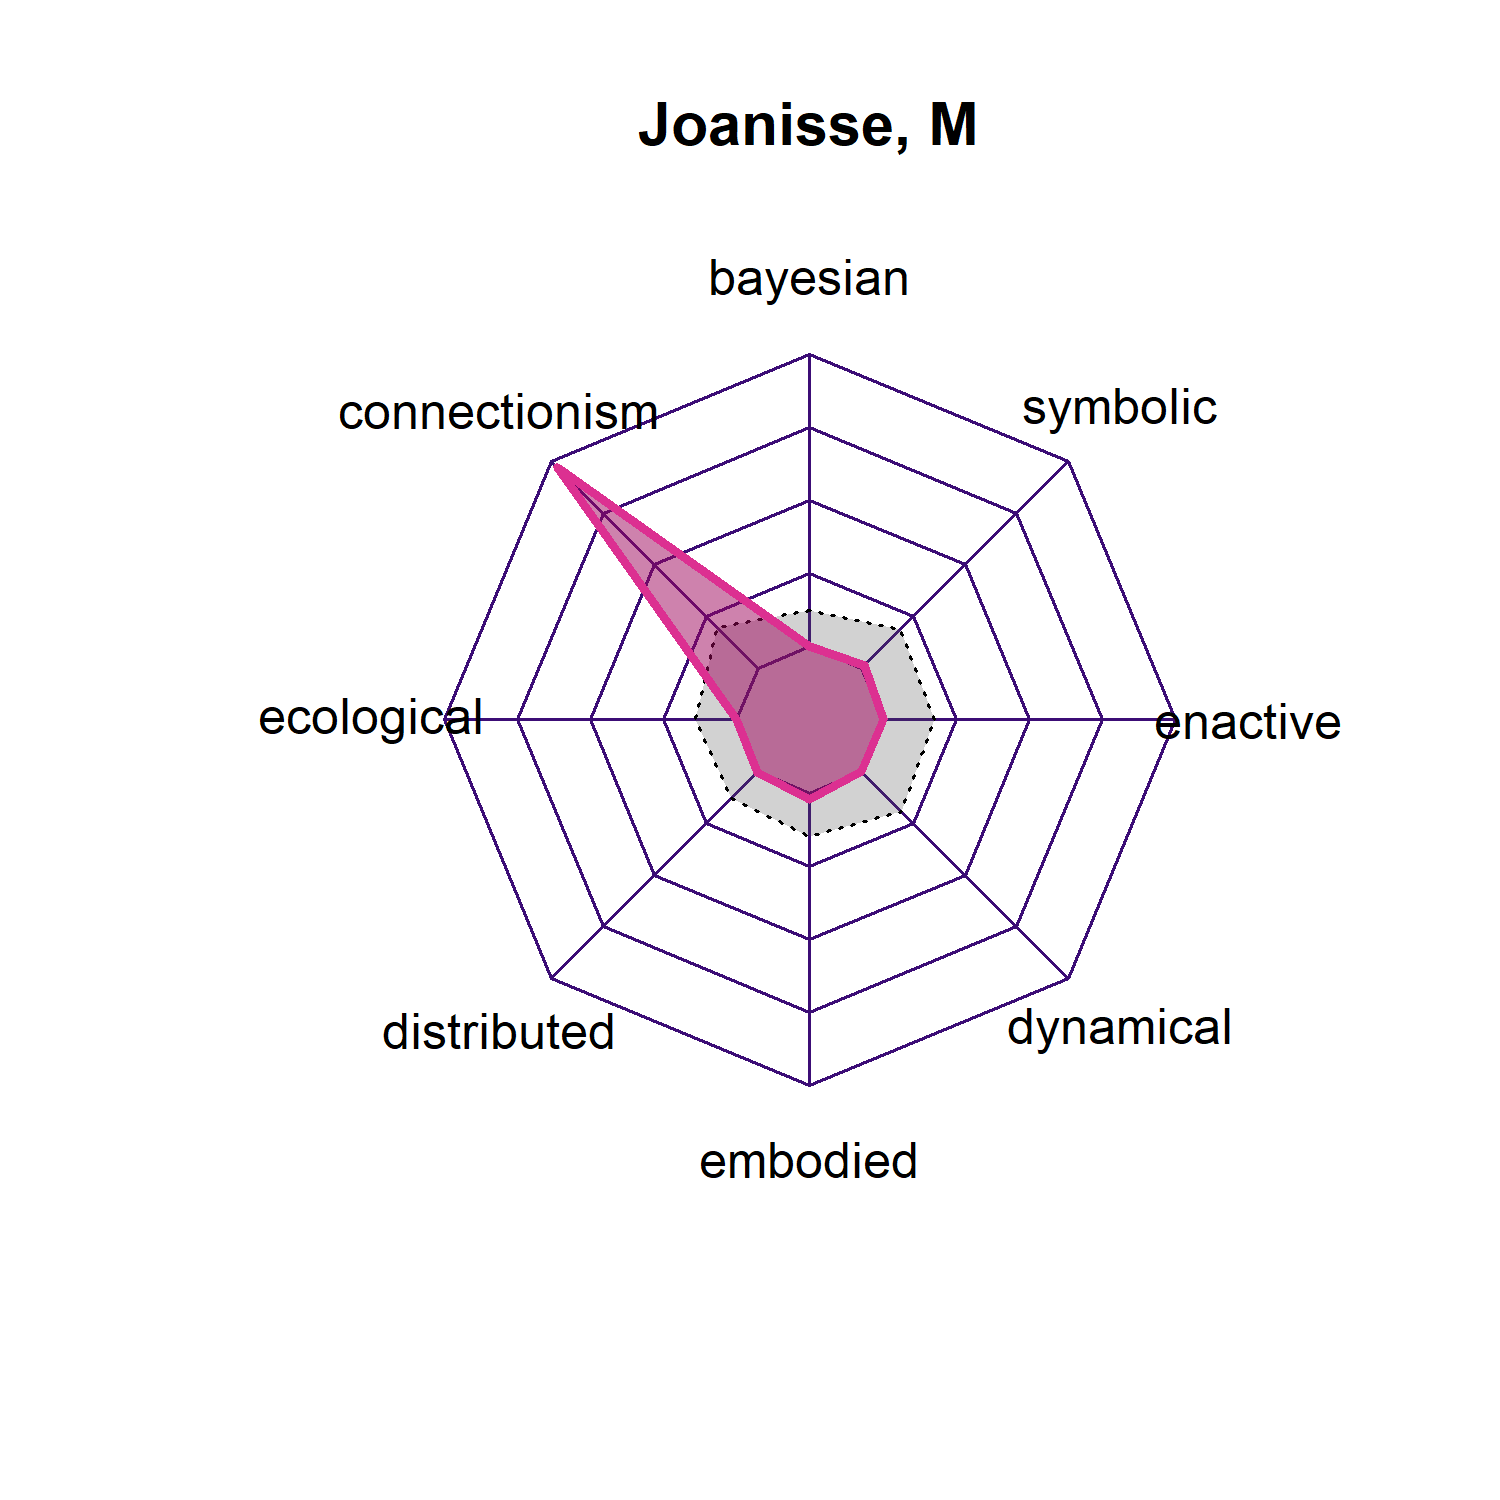 Joanisse, M
bayesian
connectionism
symbolic
ecological
enactive
distributed
dynamical
embodied